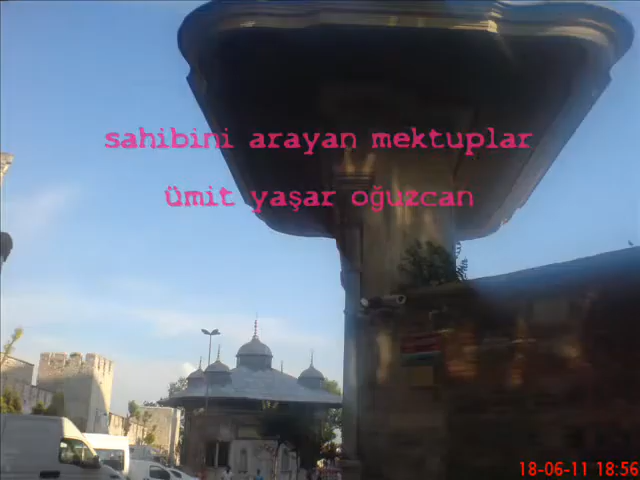 sahibini arayan mektuplar
ümit yaşar oğuzcan
18-06-11 18:56